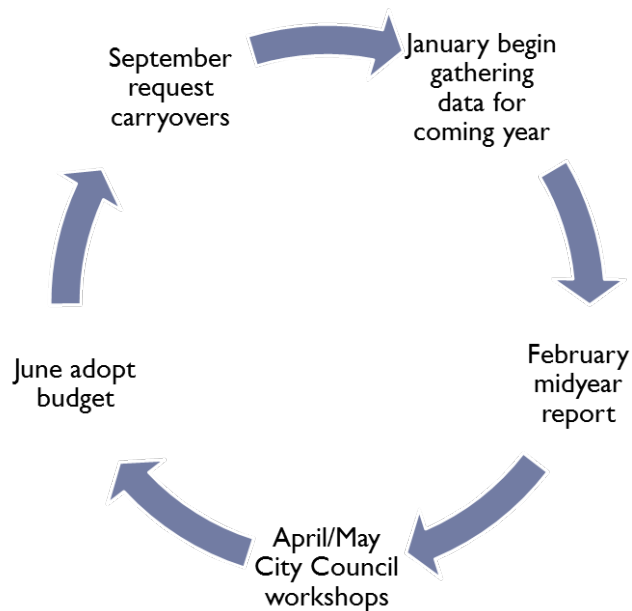 September
request
carryovers
January begin
gathering
data for
coming year
February
midyear
report
April/May
City Council
workshops
June adopt
budget